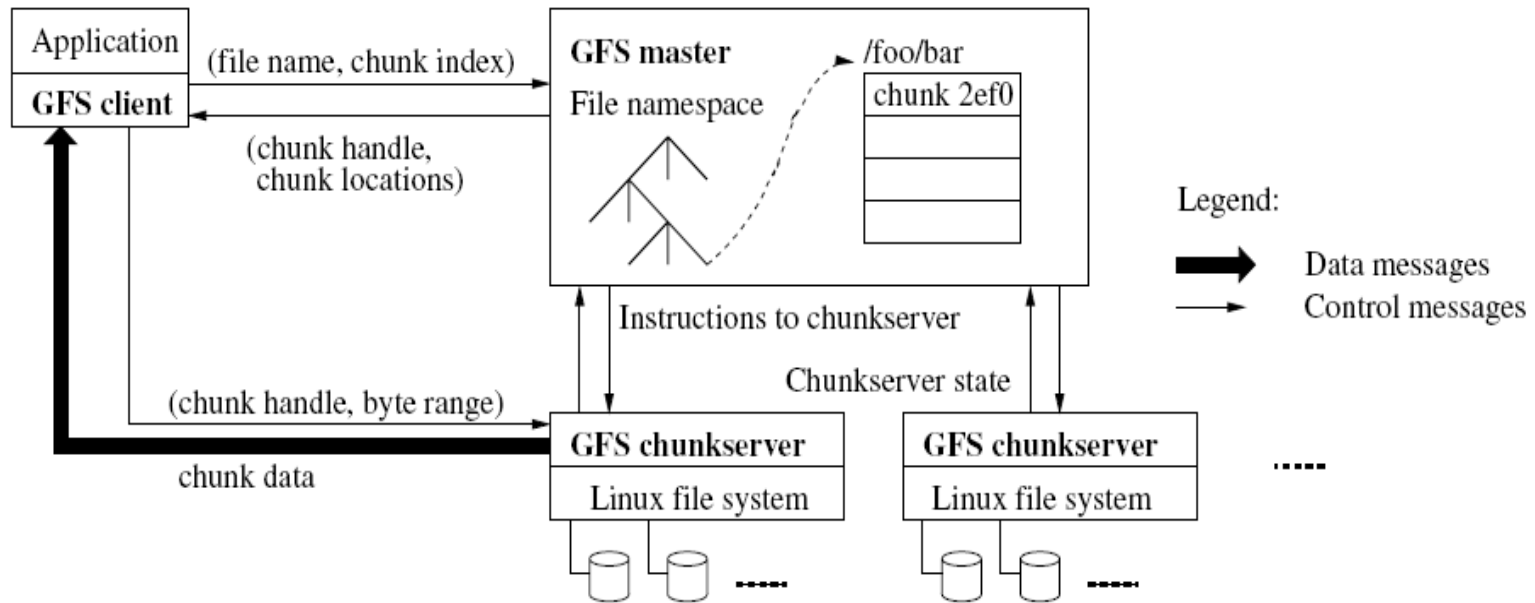 Application
GFS client
(file name, chunk index)
(chunk handle,
chunk locations)
GFS master
File namespace
/foo/bar
chunk 2ef0
Legend:
Data messages
Control messages
Instructions to chunkserver
Chunkserver state
(chunk handle, byte range)
chunk data
GFS chunkserver
Linux file system
GFS chunkserver
Linux file system